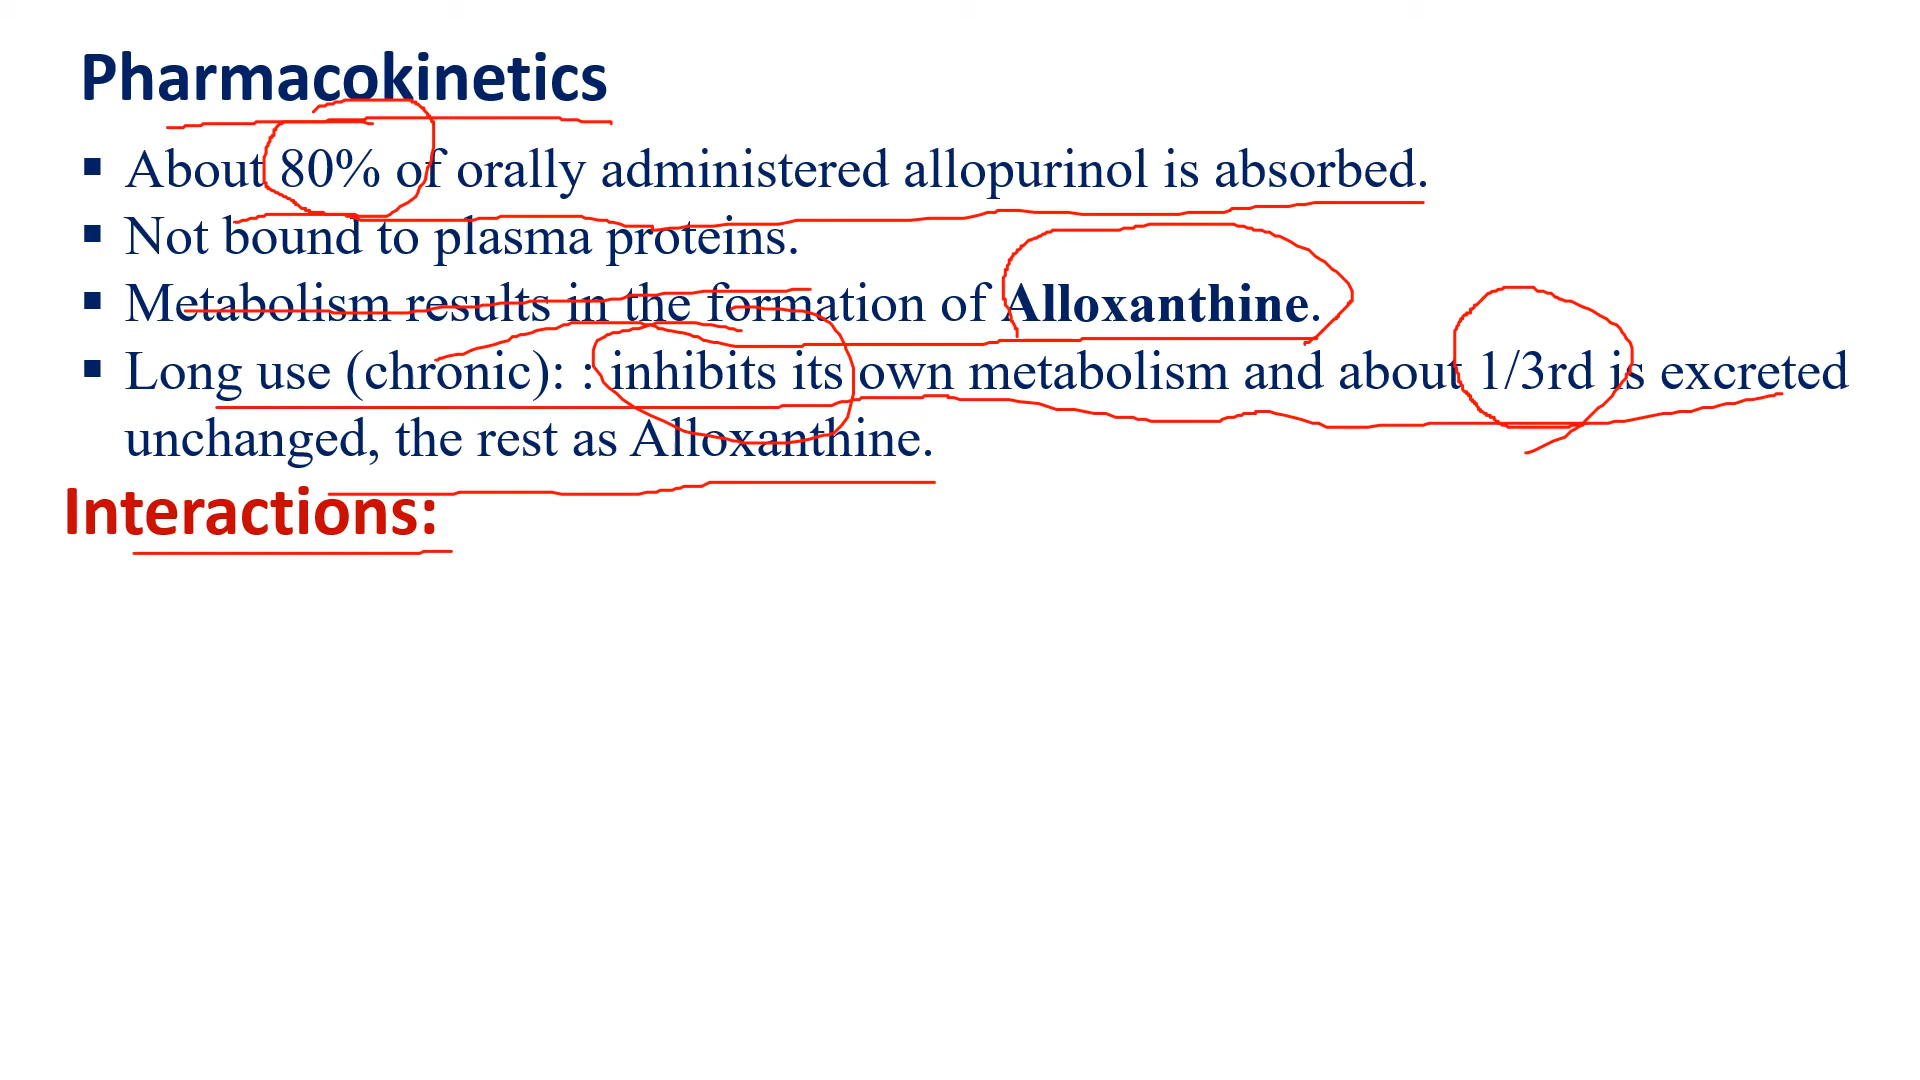 Pharmacokinetics
▪ About 80% of orally administered allopurinol is absorbed.
▪ Not bound to plasma proteins.
▪ Metabolism results in the formation of Alloxanthine.
▪ Long use (chronic): : inhibits its own metabolism and about 1/3rd is excreted
unchanged, the rest as Alloxanthine.
Interactions: